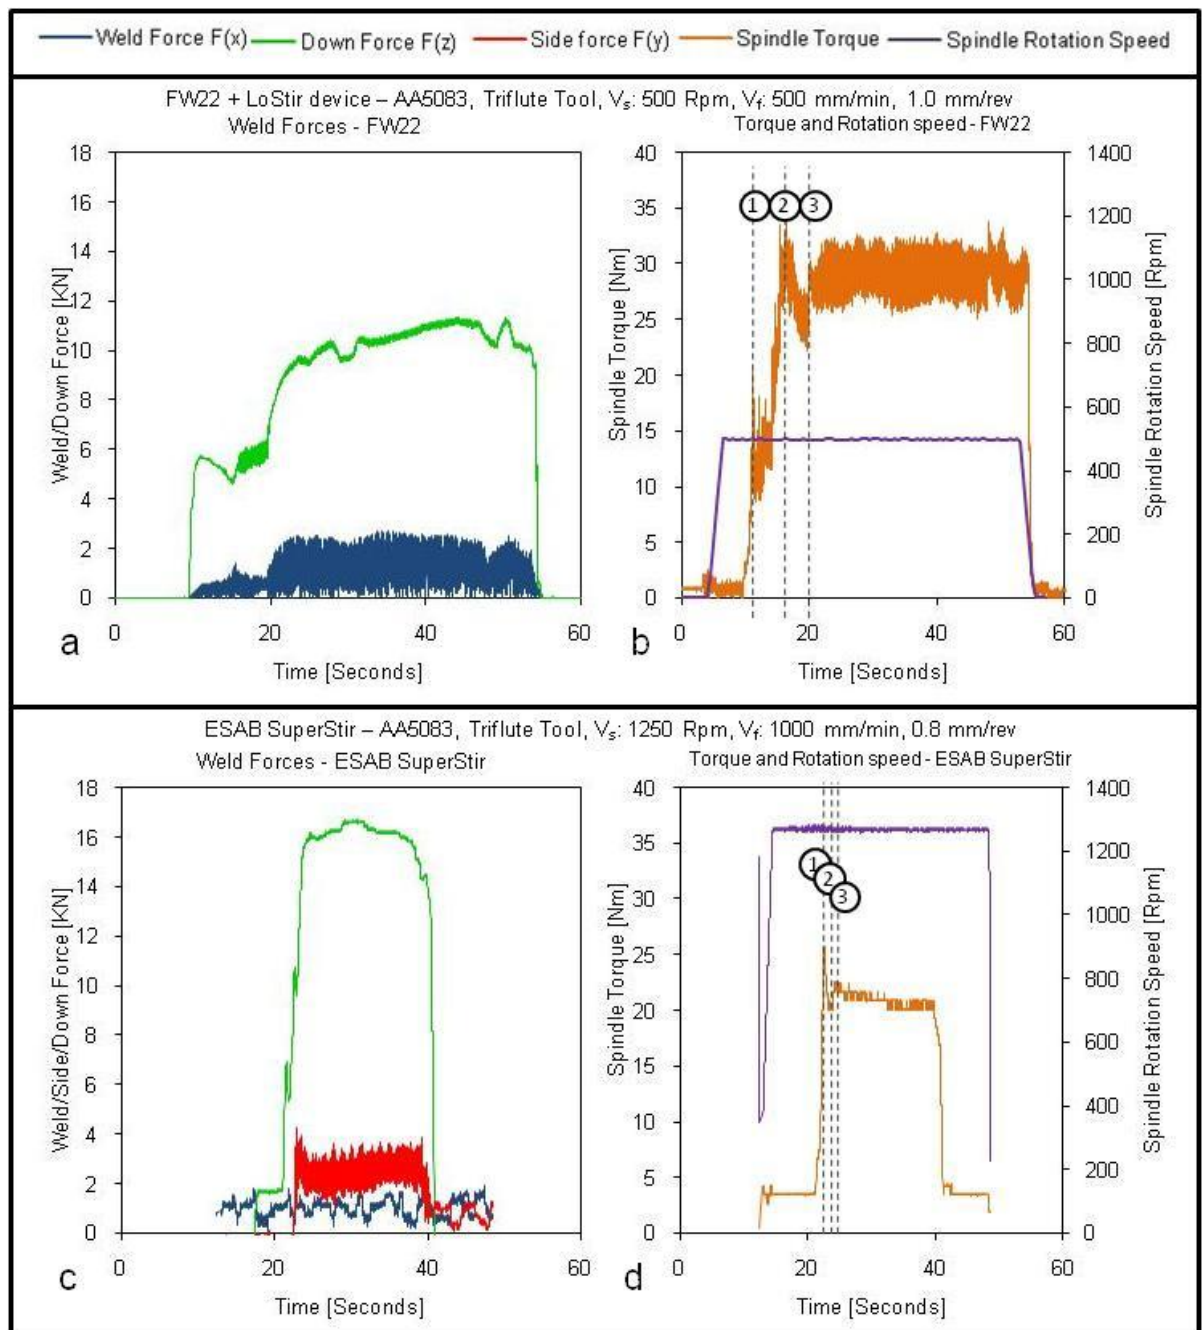 Weld Force F(x) Down Force F(z) Side force F(y) Spindle Torque Spindle Rotation Speed
FW22 + LoStir device – AA5083, Triflute Tool, Vs: 500 Rpm, Vf: 500 mm/min, 1.0 mm/rev
Weld Forces - FW22
Torque and Rotation speed - FW22
18
16
14
12
10
8
6
4
2
0
Weld/Down Force [KN]
0 20 40 60
Time [Seconds]
a
40
35
30
25
20
15
10
5
0
Spindle Torque [Nm]
1 2 3
1400
1200
1000
800
600
400
200
0
Spindle Rotation Speed [Rpm]
0 20 40 60
Time [Seconds]
b
ESAB SuperStir – AA5083, Triflute Tool, Vs: 1250 Rpm, Vf: 1000 mm/min, 0.8 mm/rev
Weld Forces - ESAB SuperStir
Torque and Rotation speed - ESAB SuperStir
18
16
14
12
10
8
6
4
2
0
Weld/Side/Down Force [KN]
0 20 40 60
Time [Seconds]
c
40
35
30
25
20
15
10
5
0
Spindle Torque [Nm]
1
2
3
1400
1200
1000
800
600
400
200
0
Spindle Rotation Speed [Rpm]
0 20 40 60
Time [Seconds]
d